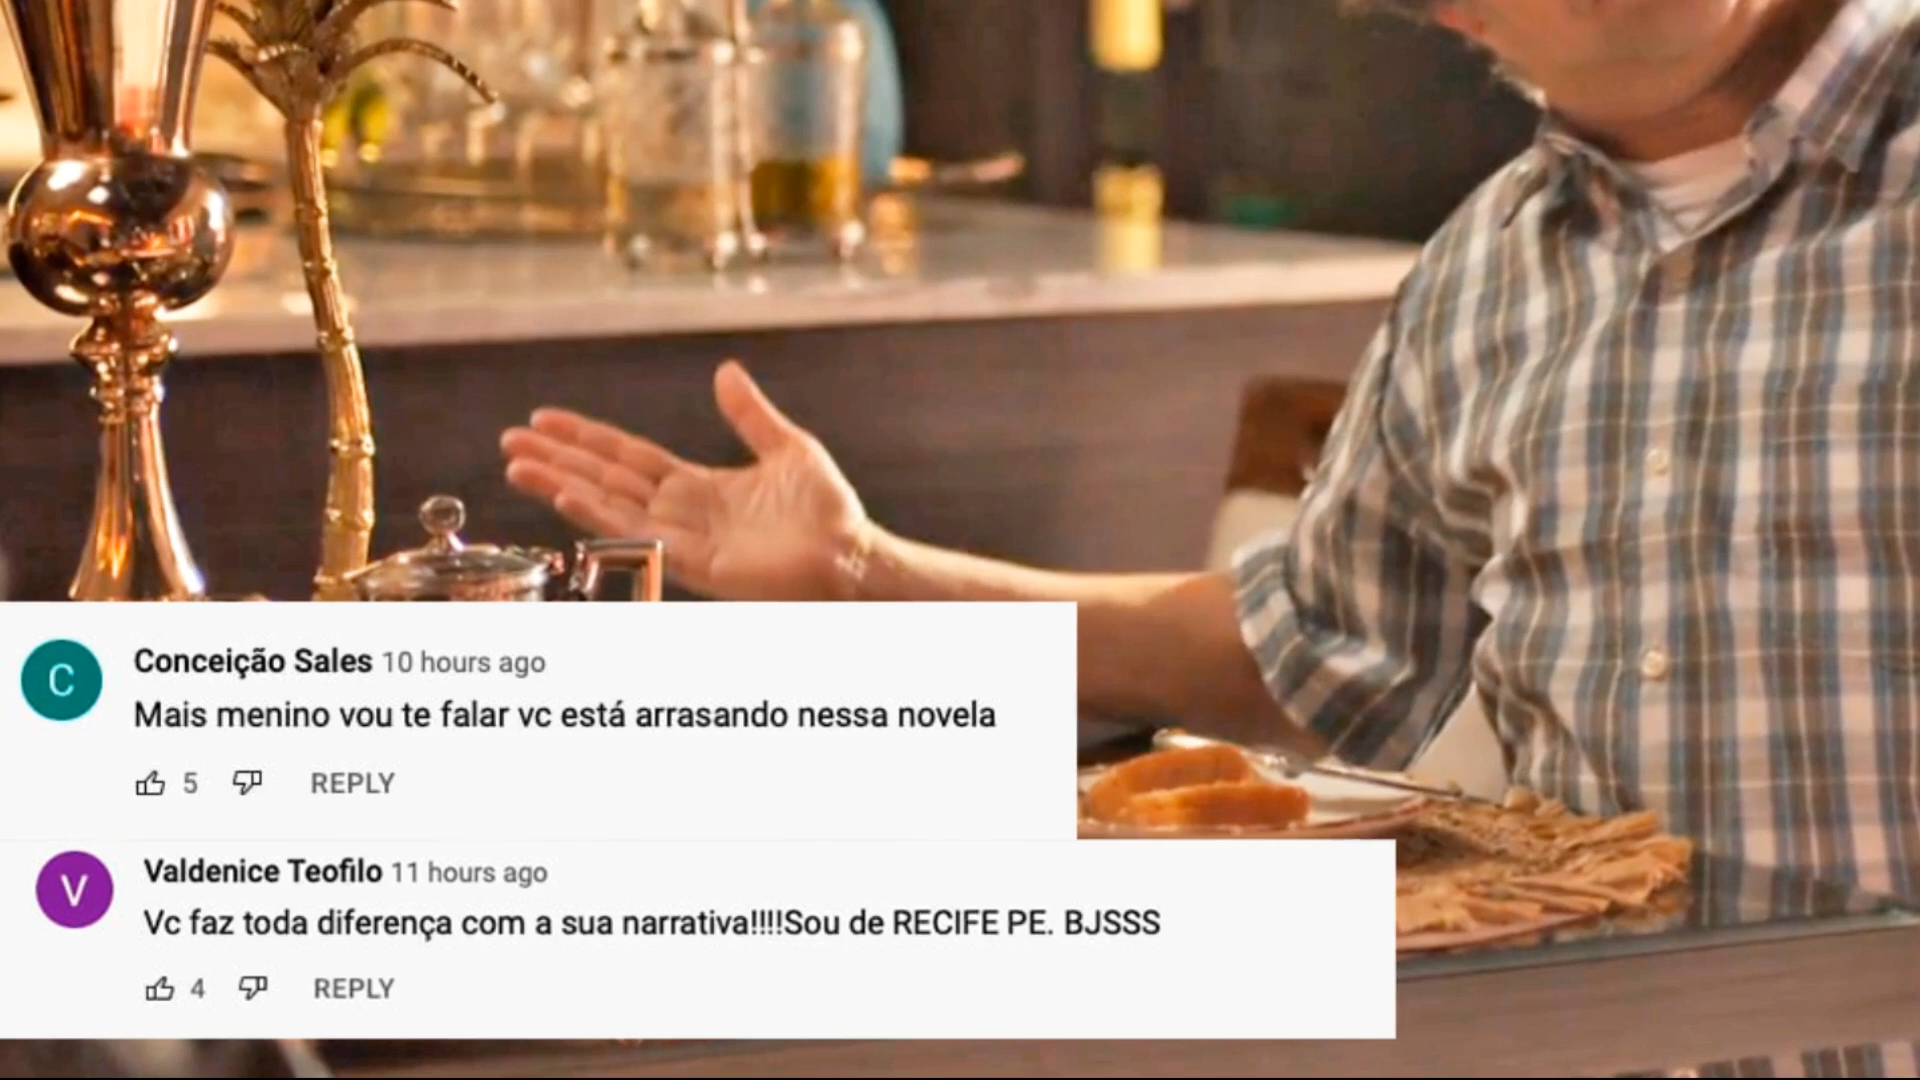 C
Conceição Sales 10 hours ago
Mais menino vou te falar vc está arrasando nessa novela
5 REPLY
V
Valdenice Teofilo 11 hours ago
Vc faz toda diferença com a sua narrativa!!!!Sou de RECIFE PE. BJSSS
4 REPLY